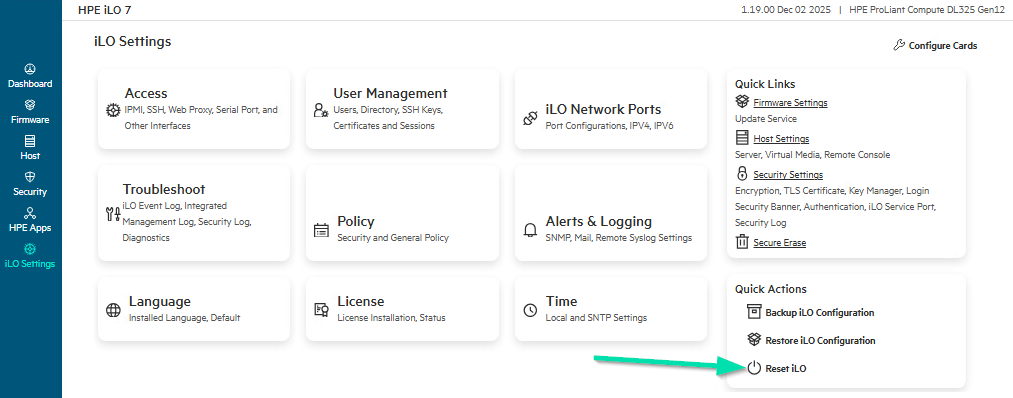 HPE iLO 7
1.19.00 Dec 02 2025 | HPE ProLiant Compute DL325 Gen12
iLO Settings
Configure Cards
Dashboard
Firmware
Host
Security
HPE Apps
iLO Settings
Access
IPMI, SSH, Web Proxy, Serial Port, and
Other Interfaces
User Management
Users, Directory, SSH Keys,
Certificates and Sessions
iLO Network Ports
Port Configurations, IPV4, IPV6
Troubleshoot
iLO Event Log, Integrated
Management Log, Security Log,
Diagnostics
Policy
Security and General Policy
Alerts & Logging
SNMP, Mail, Remote Syslog Settings
Language
Installed Language, Default
License
License Installation, Status
Time
Local and SNTP Settings
Quick Links
Firmware Settings
Update Service
Host Settings
Server, Virtual Media, Remote Console
Security Settings
Encryption, TLS Certificate, Key Manager, Login
Security Banner, Authentication, iLO Service Port,
Security Log
Secure Erase
Quick Actions
Backup iLO Configuration
Restore iLO Configuration
Reset iLO